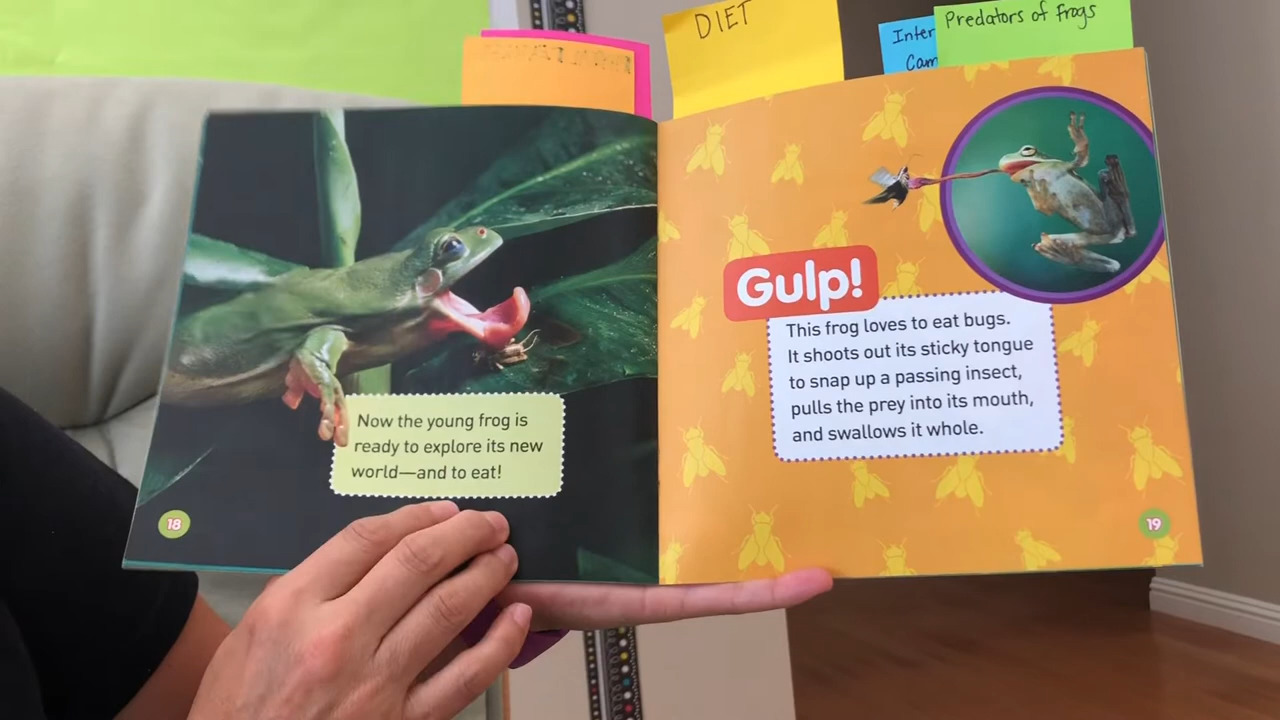 DIET
Inter
Cam
Predators of frogs
Now the young frog is
ready to explore its new
world—and to eat!
18
Gulp!
This frog loves to eat bugs.
It shoots out its sticky tongue
to snap up a passing insect,
pulls the prey into its mouth,
and swallows it whole.
19